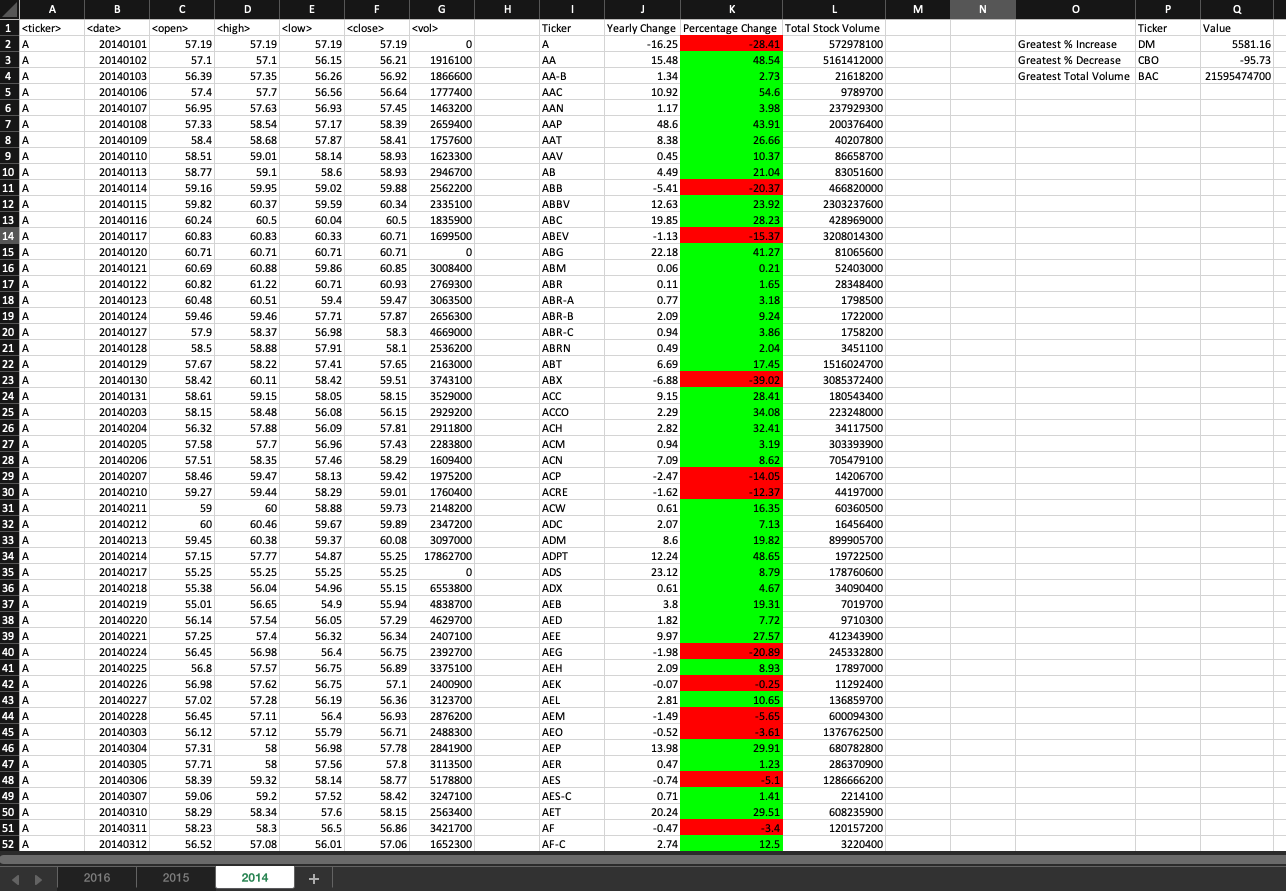 A B C D E F G H I J K L M N O P Q
1 <ticker> <date> <open> <high> <low> <close> <vol> Ticker Yearly Change Percentage Change Total Stock Volume Ticker Value
2 A 20140101 57.19 57.19 57.19 57.19 0 A -16.25 -28.41 572978100 Greatest % Increase DM 5581.16
3 A 20140102 57.1 57.1 56.15 56.21 1916100 AA 15.48 48.54 5161412000 Greatest % Decrease CBO -95.73
4 A 20140103 56.39 57.35 56.26 56.92 1866600 AA-B 1.34 2.73 21618200 Greatest Total Volume BAC 21595474700
5 A 20140106 57.4 57.7 56.56 56.64 1777400 AAC 10.92 54.6 9789700
6 A 20140107 56.95 57.63 56.93 57.45 1463200 AAN 1.17 3.98 237929300
7 A 20140108 57.33 58.54 57.17 58.39 2659400 AAP 48.6 43.91 200376400
8 A 20140109 58.4 58.68 57.87 58.41 1757600 AAT 8.38 26.66 40207800
9 A 20140110 58.51 59.01 58.14 58.93 1623300 AAV 0.45 10.37 86658700
10 A 20140113 58.77 59.1 58.6 58.93 2946700 AB 4.49 21.04 83051600
11 A 20140114 59.16 59.95 59.02 59.88 2562200 ABB -5.41 -20.37 466820000
12 A 20140115 59.82 60.37 59.59 60.34 2335100 ABBV 12.63 23.92 2303237600
13 A 20140116 60.24 60.5 60.04 60.5 1835900 ABC 19.85 28.23 428969000
14 A 20140117 60.83 60.83 60.33 60.71 1699500 ABEV -1.13 -15.37 3208014300
15 A 20140120 60.71 60.71 60.71 60.71 0 ABG 22.18 41.27 81065600
16 A 20140121 60.69 60.88 59.86 60.85 3008400 ABM 0.06 0.21 52403000
17 A 20140122 60.82 61.22 60.71 60.93 2769300 ABR 0.11 1.65 28348400
18 A 20140123 60.48 60.51 59.4 59.47 3063500 ABR-A 0.77 3.18 1798500
19 A 20140124 59.46 59.46 57.71 57.87 2656300 ABR-B 2.09 9.24 1722000
20 A 20140127 57.9 58.37 56.98 58.3 4669000 ABR-C 0.94 3.86 1758200
21 A 20140128 58.5 58.88 57.91 58.1 2536200 ABRN 0.49 2.04 3451100
22 A 20140129 57.67 58.22 57.41 57.65 2163000 ABT 6.69 17.45 1516024700
23 A 20140130 58.42 60.11 58.42 59.51 3743100 ABX -6.88 -39.02 3085372400
24 A 20140131 58.61 59.15 58.05 58.15 3529000 ACC 9.15 28.41 180543400
25 A 20140203 58.15 58.48 56.08 56.15 2929200 ACCO 2.29 34.08 223248000
26 A 20140204 56.32 57.88 56.09 57.81 2911800 ACH 2.82 32.41 34117500
27 A 20140205 57.58 57.7 56.96 57.43 2283800 ACM 0.94 3.19 303393900
28 A 20140206 57.51 58.35 57.46 58.29 1609400 ACN 7.09 8.62 705479100
29 A 20140207 58.46 59.47 58.13 59.42 1975200 ACP -2.47 -14.05 14206700
30 A 20140210 59.27 59.44 58.29 59.01 1760400 ACRE -1.62 -12.37 44197000
31 A 20140211 59 60 58.88 59.73 2148200 ACW 0.61 16.35 60360500
32 A 20140212 60 60.46 59.67 59.89 2347200 ADC 2.07 7.13 16456400
33 A 20140213 59.45 60.38 59.37 60.08 3097000 ADM 8.6 19.82 899905700
34 A 20140214 57.15 57.77 54.87 55.25 17862700 ADPT 12.24 48.65 19722500
35 A 20140217 55.25 55.25 55.25 55.25 0 ADS 23.12 8.79 178760600
36 A 20140218 55.38 56.04 54.96 55.15 6553800 ADX 0.61 4.67 34090400
37 A 20140219 55.01 56.65 54.9 55.94 4838700 AEB 3.8 19.31 7019700
38 A 20140220 56.14 57.54 56.05 57.29 4629700 AED 1.82 7.72 9710300
39 A 20140221 57.25 57.4 56.32 56.34 2407100 AEE 9.97 27.57 412343900
40 A 20140224 56.45 56.98 56.4 56.75 2392700 AEG -1.98 -20.89 245332800
41 A 20140225 56.8 57.57 56.75 56.89 3375100 AEH 2.09 8.93 17897000
42 A 20140226 56.98 57.62 56.75 57.1 2400900 AEK -0.07 -0.25 11292400
43 A 20140227 57.02 57.28 56.19 56.36 3123700 AEL 2.81 10.65 136859700
44 A 20140228 56.45 57.11 56.4 56.93 2876200 AEM -1.49 -5.65 600094300
45 A 20140303 56.12 57.12 55.79 56.71 2488300 AEO -0.52 -3.61 1376762500
46 A 20140304 57.31 58 56.98 57.78 2841900 AEP 13.98 29.91 680782800
47 A 20140305 57.71 58 57.56 57.8 3113500 AER 0.47 1.23 286370900
48 A 20140306 58.39 59.32 58.14 58.77 5178800 AES -0.74 -5.1 1286666200
49 A 20140307 59.06 59.2 57.52 58.42 3247100 AES-C 0.71 1.41 2214100
50 A 20140310 58.29 58.34 57.6 58.15 2563400 AET 20.24 29.51 608235900
51 A 20140311 58.23 58.3 56.5 56.86 3421700 AF -0.47 -3.4 120157200
52 A 20140312 56.52 57.08 56.01 57.06 1652300 AF-C 2.74 12.5 3220400
2016 2015 2014 +